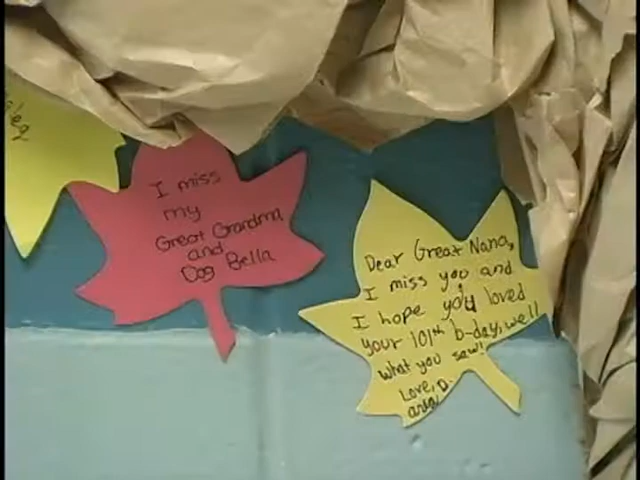 I miss
my
Great Grandma
and
Dog Bella
Dear Great Nana,
I miss you and
I hope you loved
your 101th b-day, well
what you saw!!
Love, D.